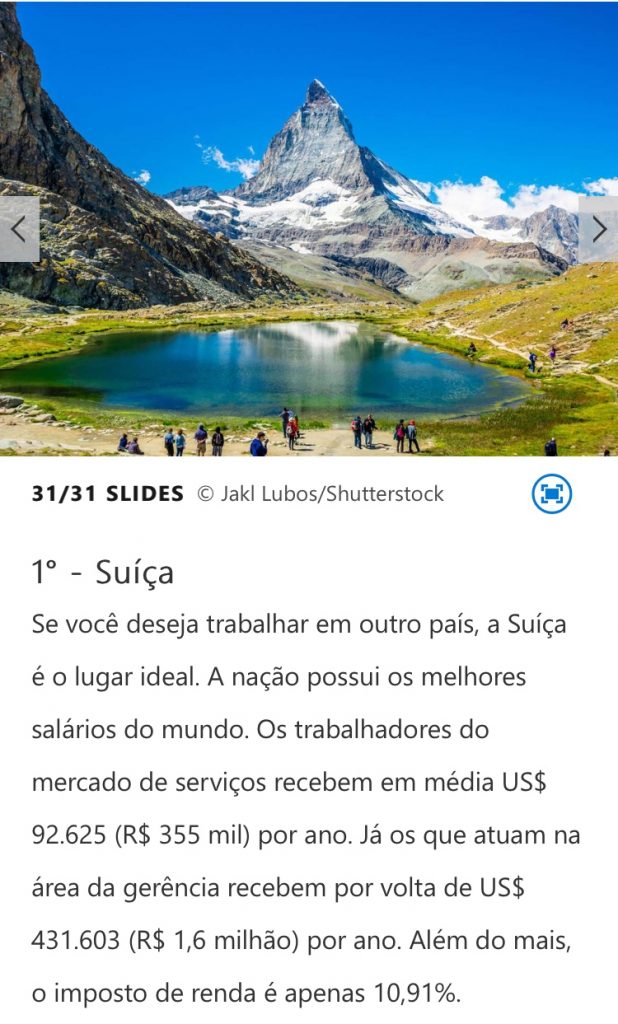 31/31 SLIDES © Jakl Lubos/Shutterstock
1º - Suíça
Se você deseja trabalhar em outro país, a Suíça
é o lugar ideal. A nação possui os melhores
salários do mundo. Os trabalhadores do
mercado de serviços recebem em média US$
92.625 (R$ 355 mil) por ano. Já os que atuam na
área da gerência recebem por volta de US$
431.603 (R$ 1,6 milhão) por ano. Além do mais,
o imposto de renda é apenas 10,91%.